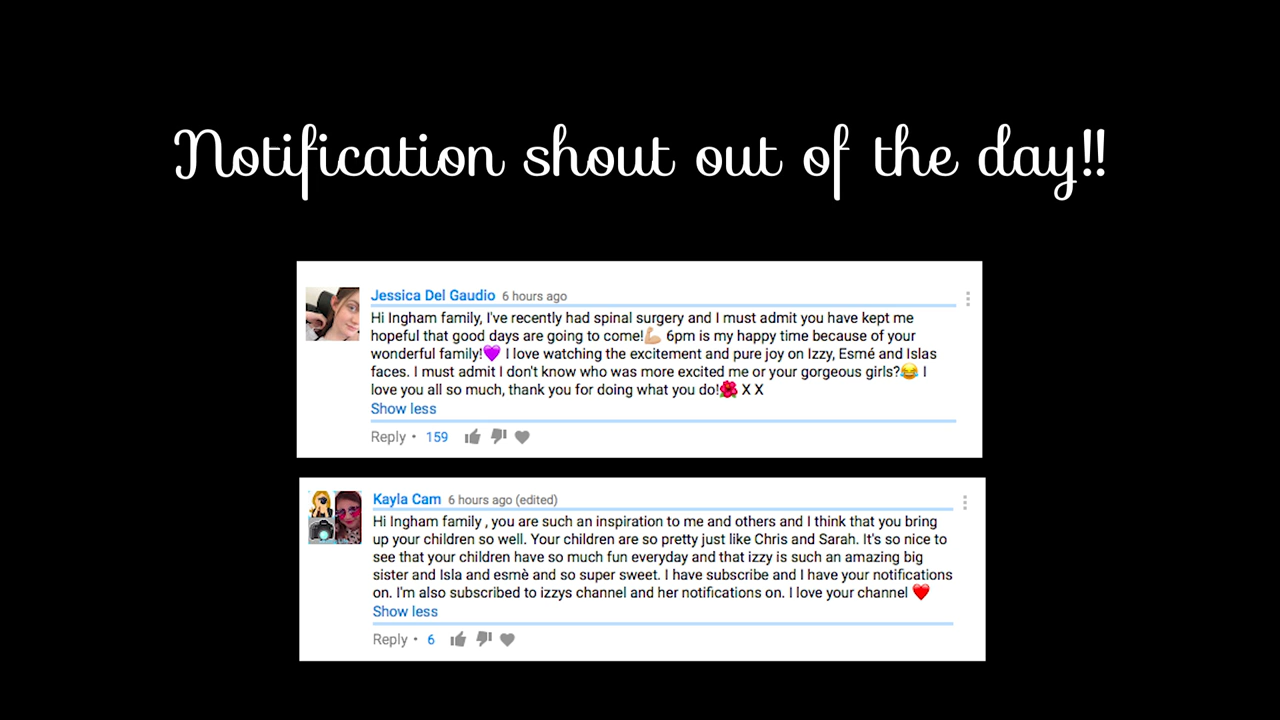 Notification shout out of the day!!
Jessica Del Gaudio 6 hours ago
Hi Ingham family, I've recently had spinal surgery and I must admit you have kept me
hopeful that good days are going to come!💪🏼 6pm is my happy time because of your
wonderful family!💜 I love watching the excitement and pure joy on Izzy, Esmé and Islas
faces. I must admit I don't know who was more excited me or your gorgeous girls?😂 I
love you all so much, thank you for doing what you do!🌺 X X
Show less
Reply • 159
Kayla Cam 6 hours ago (edited)
Hi Ingham family , you are such an inspiration to me and others and I think that you bring
up your children so well. Your children are so pretty just like Chris and Sarah. It's so nice to
see that your children have so much fun everyday and that izzy is such an amazing big
sister and Isla and esmè and so super sweet. I have subscribe and I have your notifications
on. I'm also subscribed to izzys channel and her notifications on. I love your channel ❤️
Show less
Reply • 6